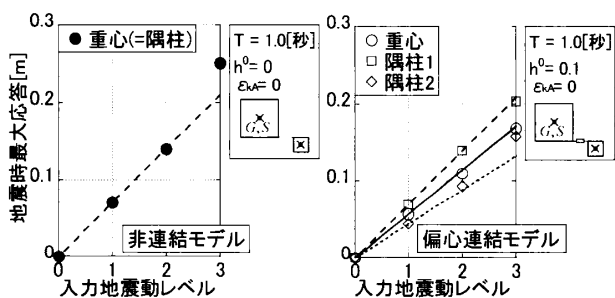 地震時最大応答[m]
0.3
0.2
0.1
0
● 重心(=隅柱)
非連結モデル
0 1 2 3
入力地震動レベル
T = 1.0[秒]
h⁰= 0
εkA= 0
G,S
0.3
0.2
0.1
0
○ 重心
□ 隅柱1
◇ 隅柱2
偏心連結モデル
0 1 2 3
入力地震動レベル
T = 1.0[秒]
h⁰= 0.1
εkA= 0
G,S